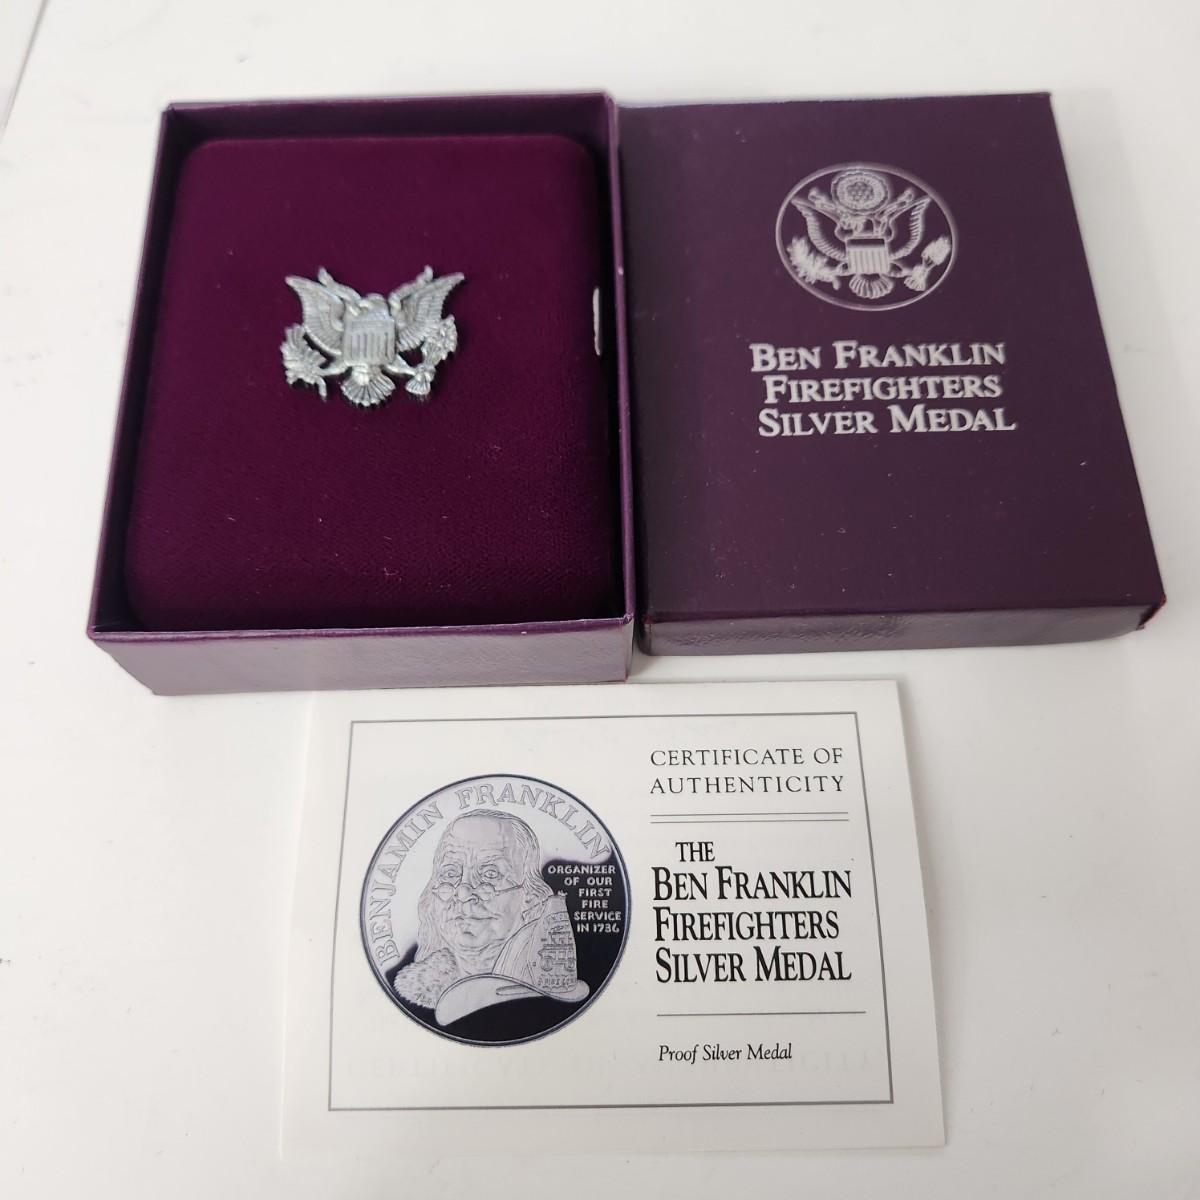 BEN FRANKLIN
FIREFIGHTERS
SILVER MEDAL
BENJAMIN FRANKLIN
ORGANIZER
OF OUR
FIRST
FIRE
SERVICE
IN 1736
CERTIFICATE OF
AUTHENTICITY
THE
BEN FRANKLIN
FIREFIGHTERS
SILVER MEDAL
Proof Silver Medal